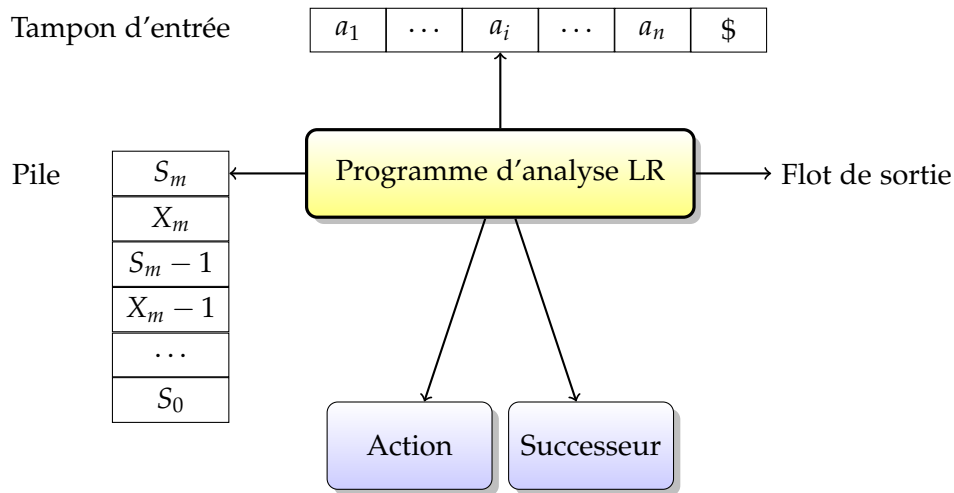 Tampon d'entrée a₁ ⋯ aᵢ ⋯ aₙ $
Programme d'analyse LR
Pile
Flot de sortie
Sₘ
Xₘ
Sₘ − 1
Xₘ − 1
⋯
S₀
Action Successeur